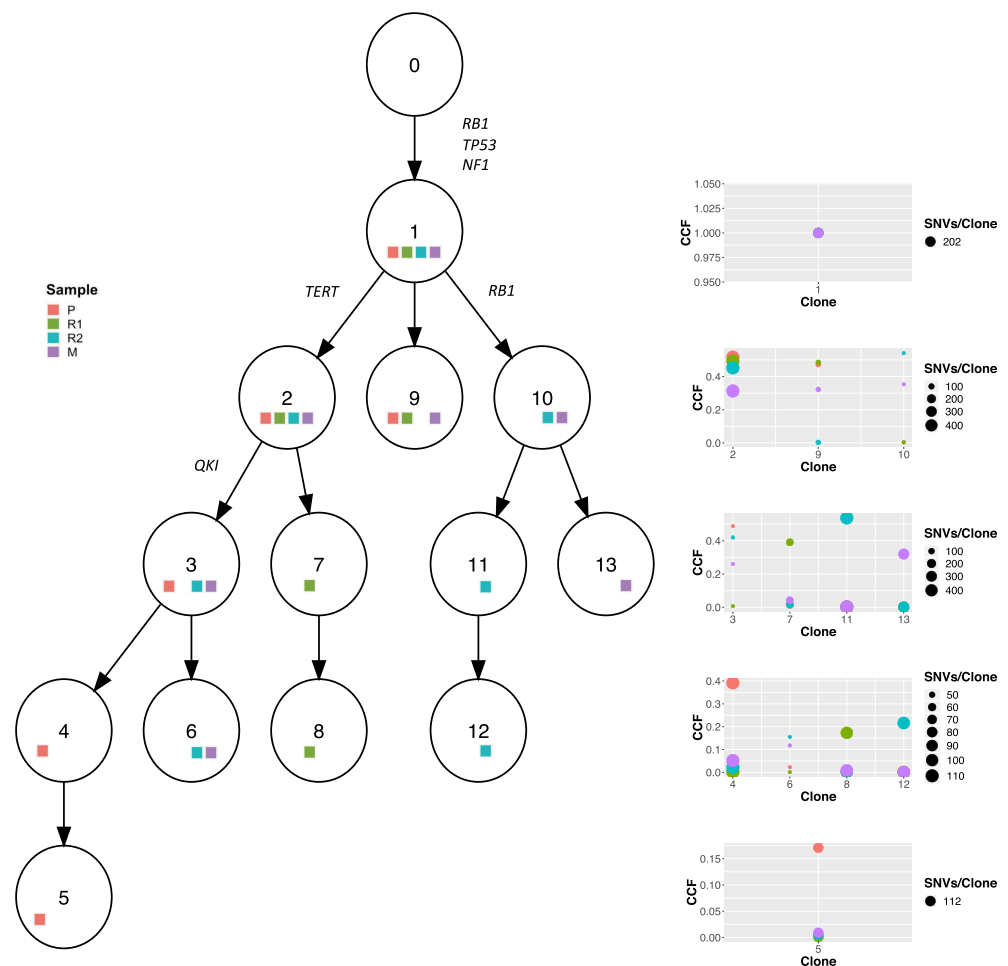 0
RB1
TP53
NF1
1
TERT
RB1
Sample
P
R1
R2
M
2
9
10
QKI
3
7
11
13
4
6
8
12
5
1.050
1.025
1.000
0.975
0.950
CCF
1
Clone
SNVs/Clone
202
0.4
0.2
0.0
CCF
2 9 10
Clone
SNVs/Clone
100
200
300
400
0.4
0.2
0.0
CCF
3 7 11 13
Clone
SNVs/Clone
100
200
300
400
0.4
0.3
0.2
0.1
0.0
CCF
4 6 8 12
Clone
SNVs/Clone
50
60
70
80
90
100
110
0.15
0.10
0.05
0.00
CCF
5
Clone
SNVs/Clone
112